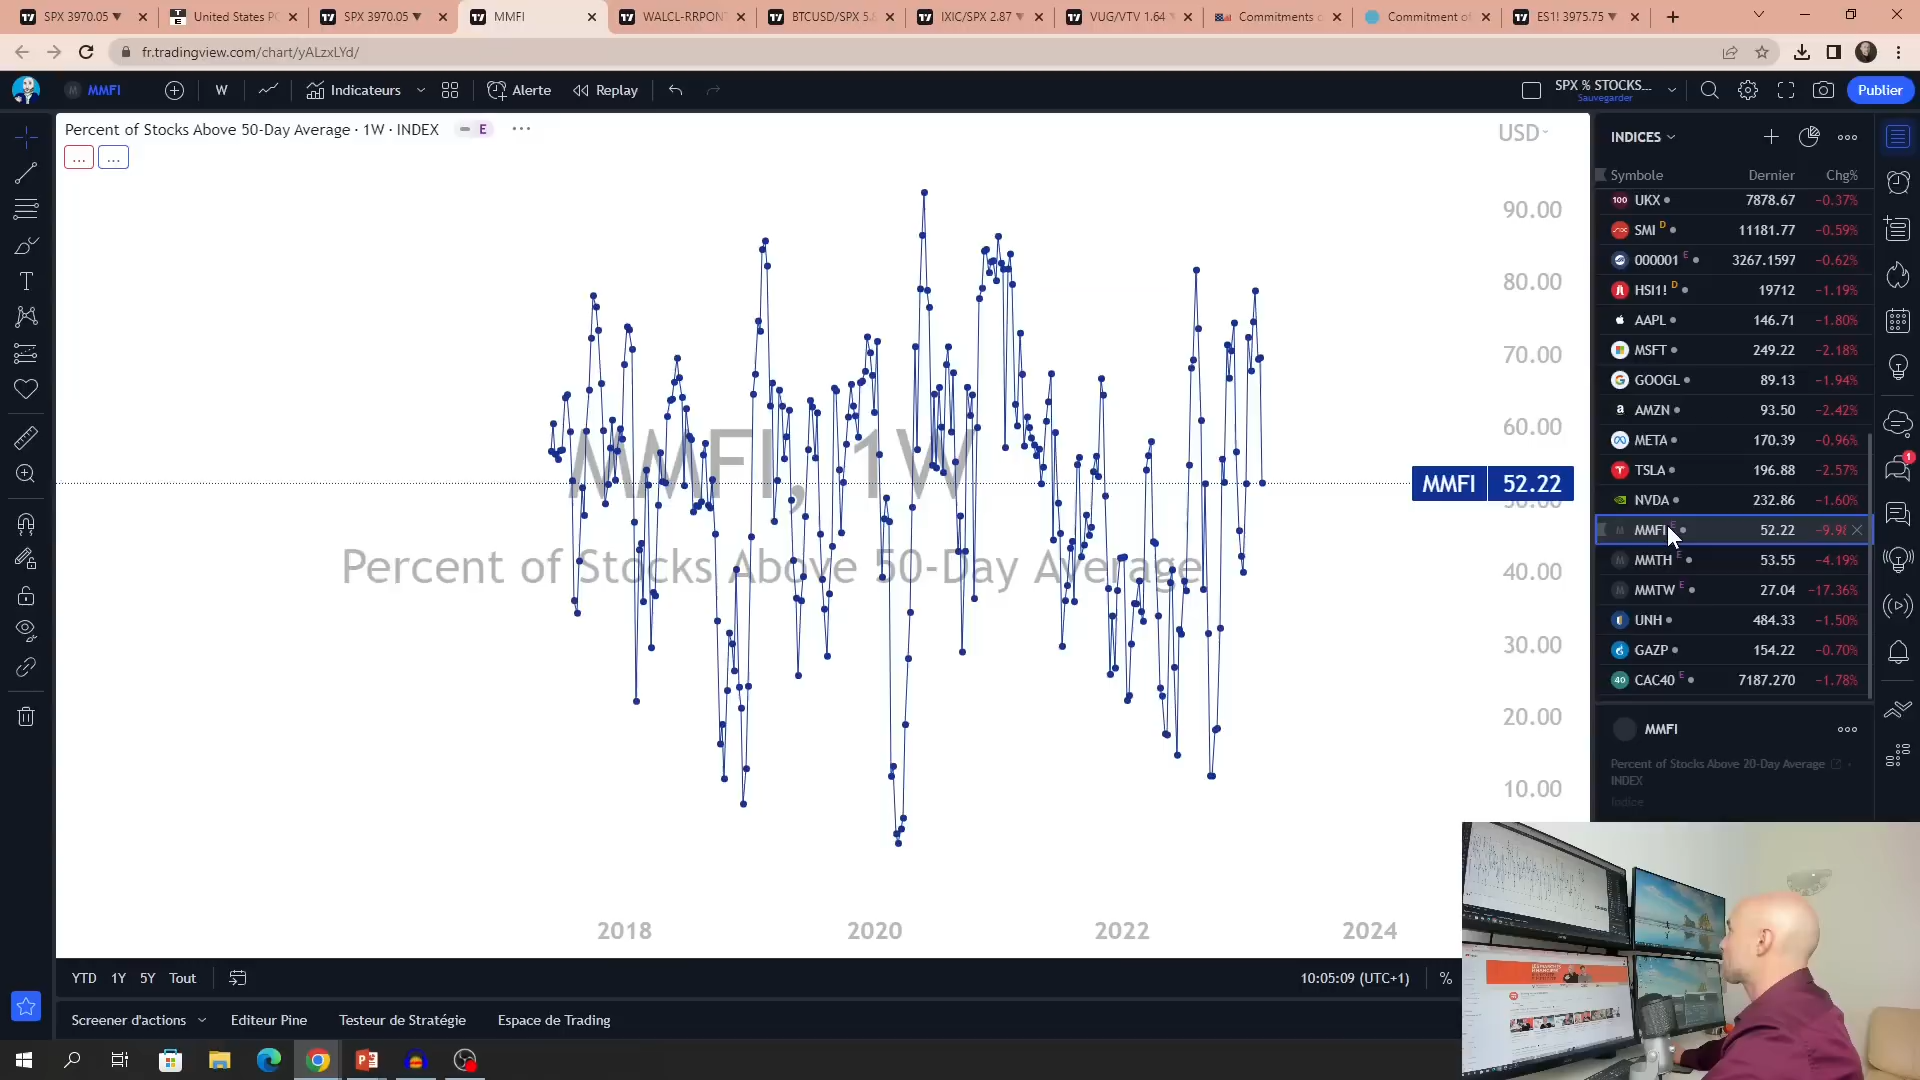 SPX 3970.05 ▼
United States P
SPX 3970.05 ▼
MMFI
WALCL-RRPON
BTCUSD/SPX 5.
IXIC/SPX 2.87 ▼
VUG/VTV 1.64
Commitments
Commitment of
ES1! 3975.75 ▼
fr.tradingview.com/chart/yALzxLYd/
MMFI
W
Indicateurs
Alerte
Replay
SPX % STOCKS...
Sauvegarder
Publier
Percent of Stocks Above 50-Day Average · 1W · INDEX
E
USD
INDICES
Symbole Dernier Chg%
UKX 7878.67 −0.37%
SMI D 11181.77 −0.59%
000001 E 3267.1597 −0.62%
HSI1! D 19712 −1.19%
AAPL 146.71 −1.80%
MSFT 249.22 −2.18%
GOOGL 89.13 −1.94%
AMZN 93.50 −2.42%
META 170.39 −0.96%
TSLA 196.88 −2.57%
NVDA 232.86 −1.60%
MMFI E 52.22 −9.9
MMTH E 53.55 −4.19%
MMTW E 27.04 −17.36%
UNH 484.33 −1.50%
GAZP 154.22 −0.70%
CAC40 E 7187.270 −1.78%
MMFI
Percent of Stocks Above 20-Day Average
INDEX
Indice
90.00
80.00
70.00
60.00
50.00
40.00
30.00
20.00
10.00
MMFI 52.22
MMFI, 1W
Percent of Stocks Above 50-Day Average
2018 2020 2022 2024
YTD 1Y 5Y Tout
10:05:09 (UTC+1) %
Screener d'actions Editeur Pine Testeur de Stratégie Espace de Trading